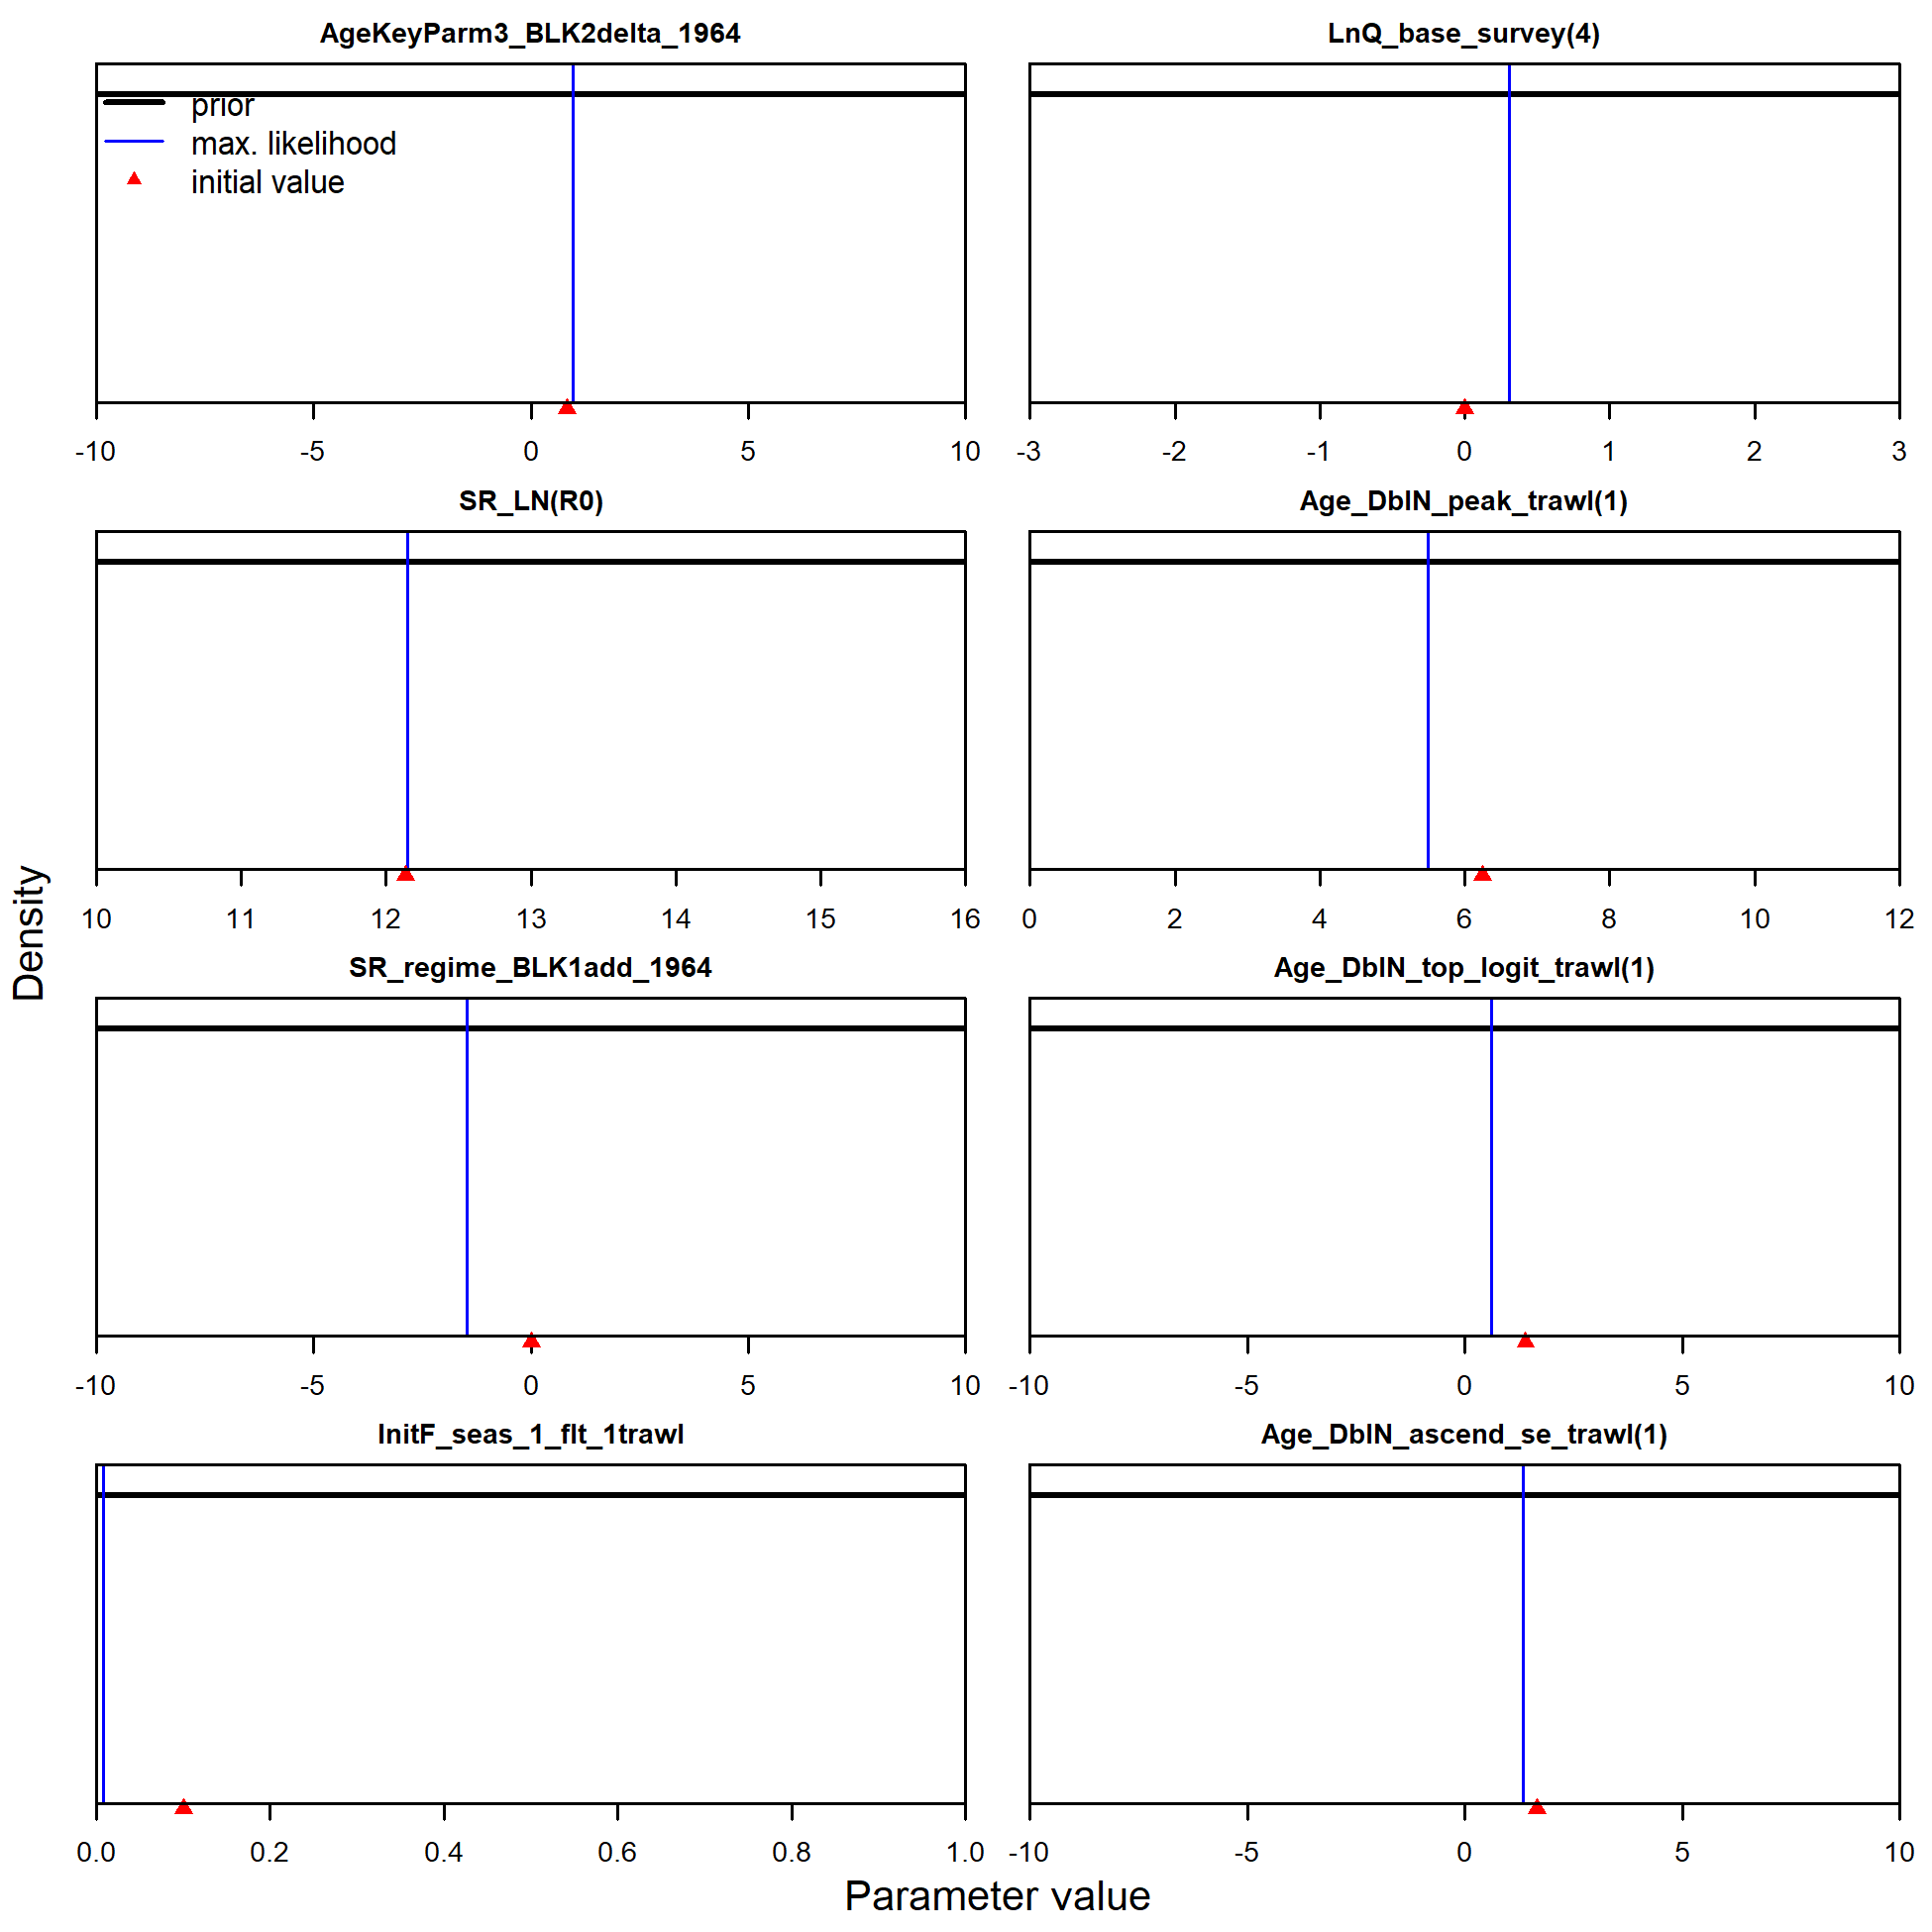 AgeKeyParm3_BLK2delta_1964
prior
max. likelihood
initial value
-10 -5 0 5 10
LnQ_base_survey(4)
-3 -2 -1 0 1 2 3
SR_LN(R0)
10 11 12 13 14 15 16
Age_DblN_peak_trawl(1)
0 2 4 6 8 10 12
SR_regime_BLK1add_1964
-10 -5 0 5 10
Age_DblN_top_logit_trawl(1)
-10 -5 0 5 10
InitF_seas_1_flt_1trawl
0.0 0.2 0.4 0.6 0.8 1.0
Age_DblN_ascend_se_trawl(1)
-10 -5 0 5 10
Density
Parameter value